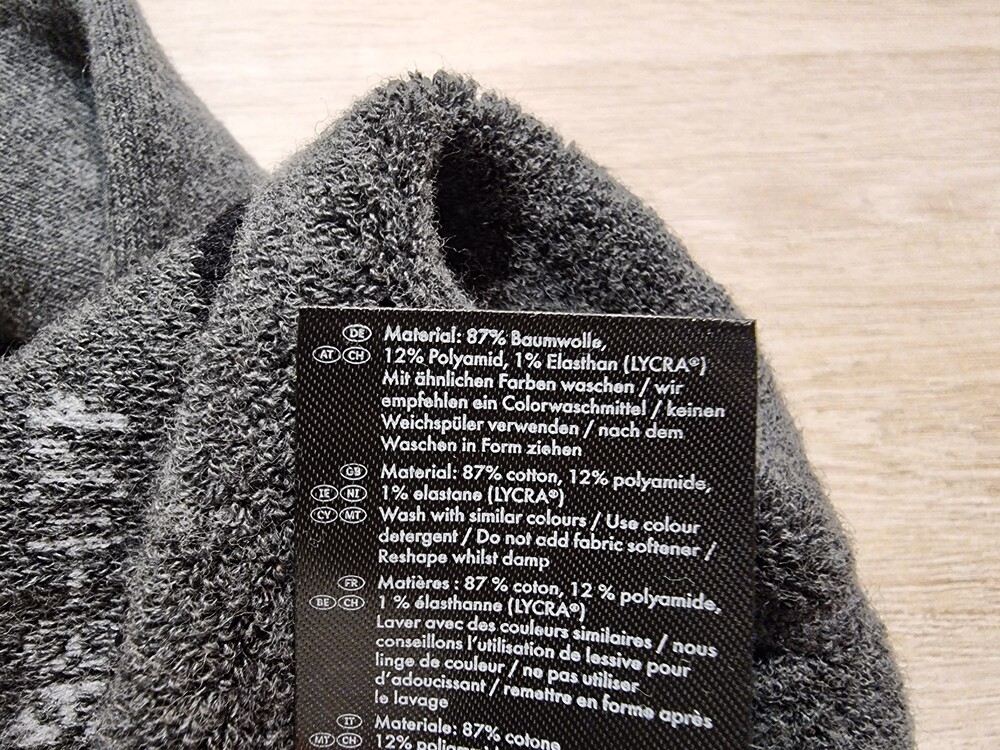 DE Material: 87% Baumwolle,
AT CH 12% Polyamid, 1% Elasthan (LYCRA®)
Mit ähnlichen Farben waschen / wir
empfehlen ein Colorwaschmittel / keinen
Weichspüler verwenden / nach dem
Waschen in Form ziehen
GB Material: 87% cotton, 12% polyamide,
IE NI 1% elastane (LYCRA®)
CY MT Wash with similar colours / Use colour
detergent / Do not add fabric softener /
Reshape whilst damp
FR Matières : 87 % coton, 12 % polyamide,
BE CH 1 % élasthanne (LYCRA®)
Laver avec des couleurs similaires / nous
conseillons l'utilisation de lessive pour
linge de couleur / ne pas utiliser
d'adoucissant / remettre en forme après
le lavage
IT Materiale: 87% cotone
MT CH 12%